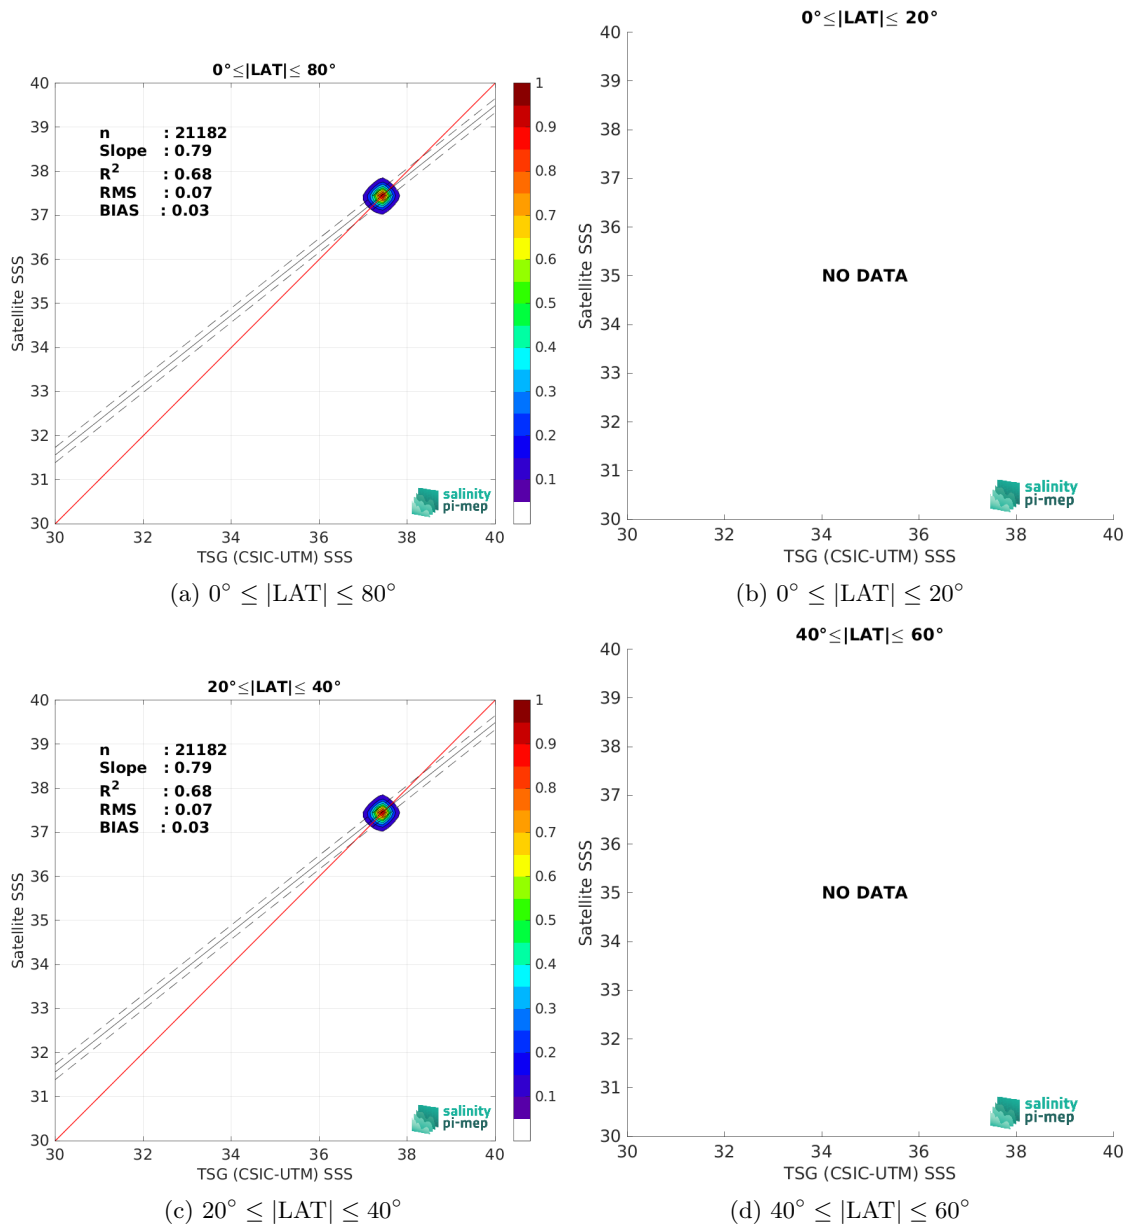 0°≤|LAT|≤ 80°
40
39
38
37
36
35
34
33
32
31
30
Satellite SSS
n : 21182
Slope : 0.79
R² : 0.68
RMS : 0.07
BIAS : 0.03
30 32 34 36 38 40
TSG (CSIC-UTM) SSS
1
0.9
0.8
0.7
0.6
0.5
0.4
0.3
0.2
0.1
salinity
pi-mep
(a) 0° ≤ |LAT| ≤ 80°
0°≤|LAT|≤ 20°
40
39
38
37
36
35
34
33
32
31
30
Satellite SSS
NO DATA
salinity
pi-mep
30 32 34 36 38 40
TSG (CSIC-UTM) SSS
(b) 0° ≤ |LAT| ≤ 20°
20°≤|LAT|≤ 40°
40
39
38
37
36
35
34
33
32
31
30
Satellite SSS
n : 21182
Slope : 0.79
R² : 0.68
RMS : 0.07
BIAS : 0.03
30 32 34 36 38 40
TSG (CSIC-UTM) SSS
1
0.9
0.8
0.7
0.6
0.5
0.4
0.3
0.2
0.1
salinity
pi-mep
(c) 20° ≤ |LAT| ≤ 40°
40°≤|LAT|≤ 60°
40
39
38
37
36
35
34
33
32
31
30
Satellite SSS
NO DATA
salinity
pi-mep
30 32 34 36 38 40
TSG (CSIC-UTM) SSS
(d) 40° ≤ |LAT| ≤ 60°